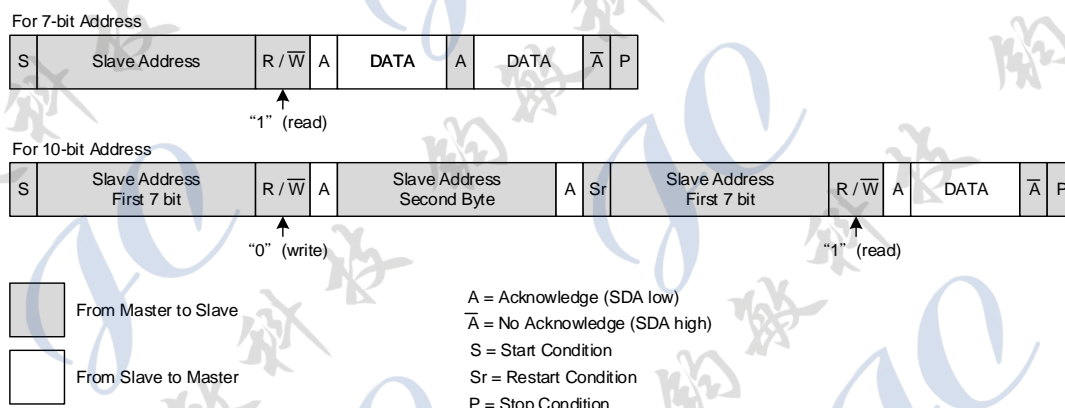 For 7-bit Address
S Slave Address R / W̅ A DATA A DATA A̅ P
“1” (read)
For 10-bit Address
S Slave Address First 7 bit R / W̅ A Slave Address Second Byte A Sr Slave Address First 7 bit R / W̅ A DATA A̅ P
“0” (write) “1” (read)
From Master to Slave
From Slave to Master
A = Acknowledge (SDA low)
A̅ = No Acknowledge (SDA high)
S = Start Condition
Sr = Restart Condition
P = Stop Condition